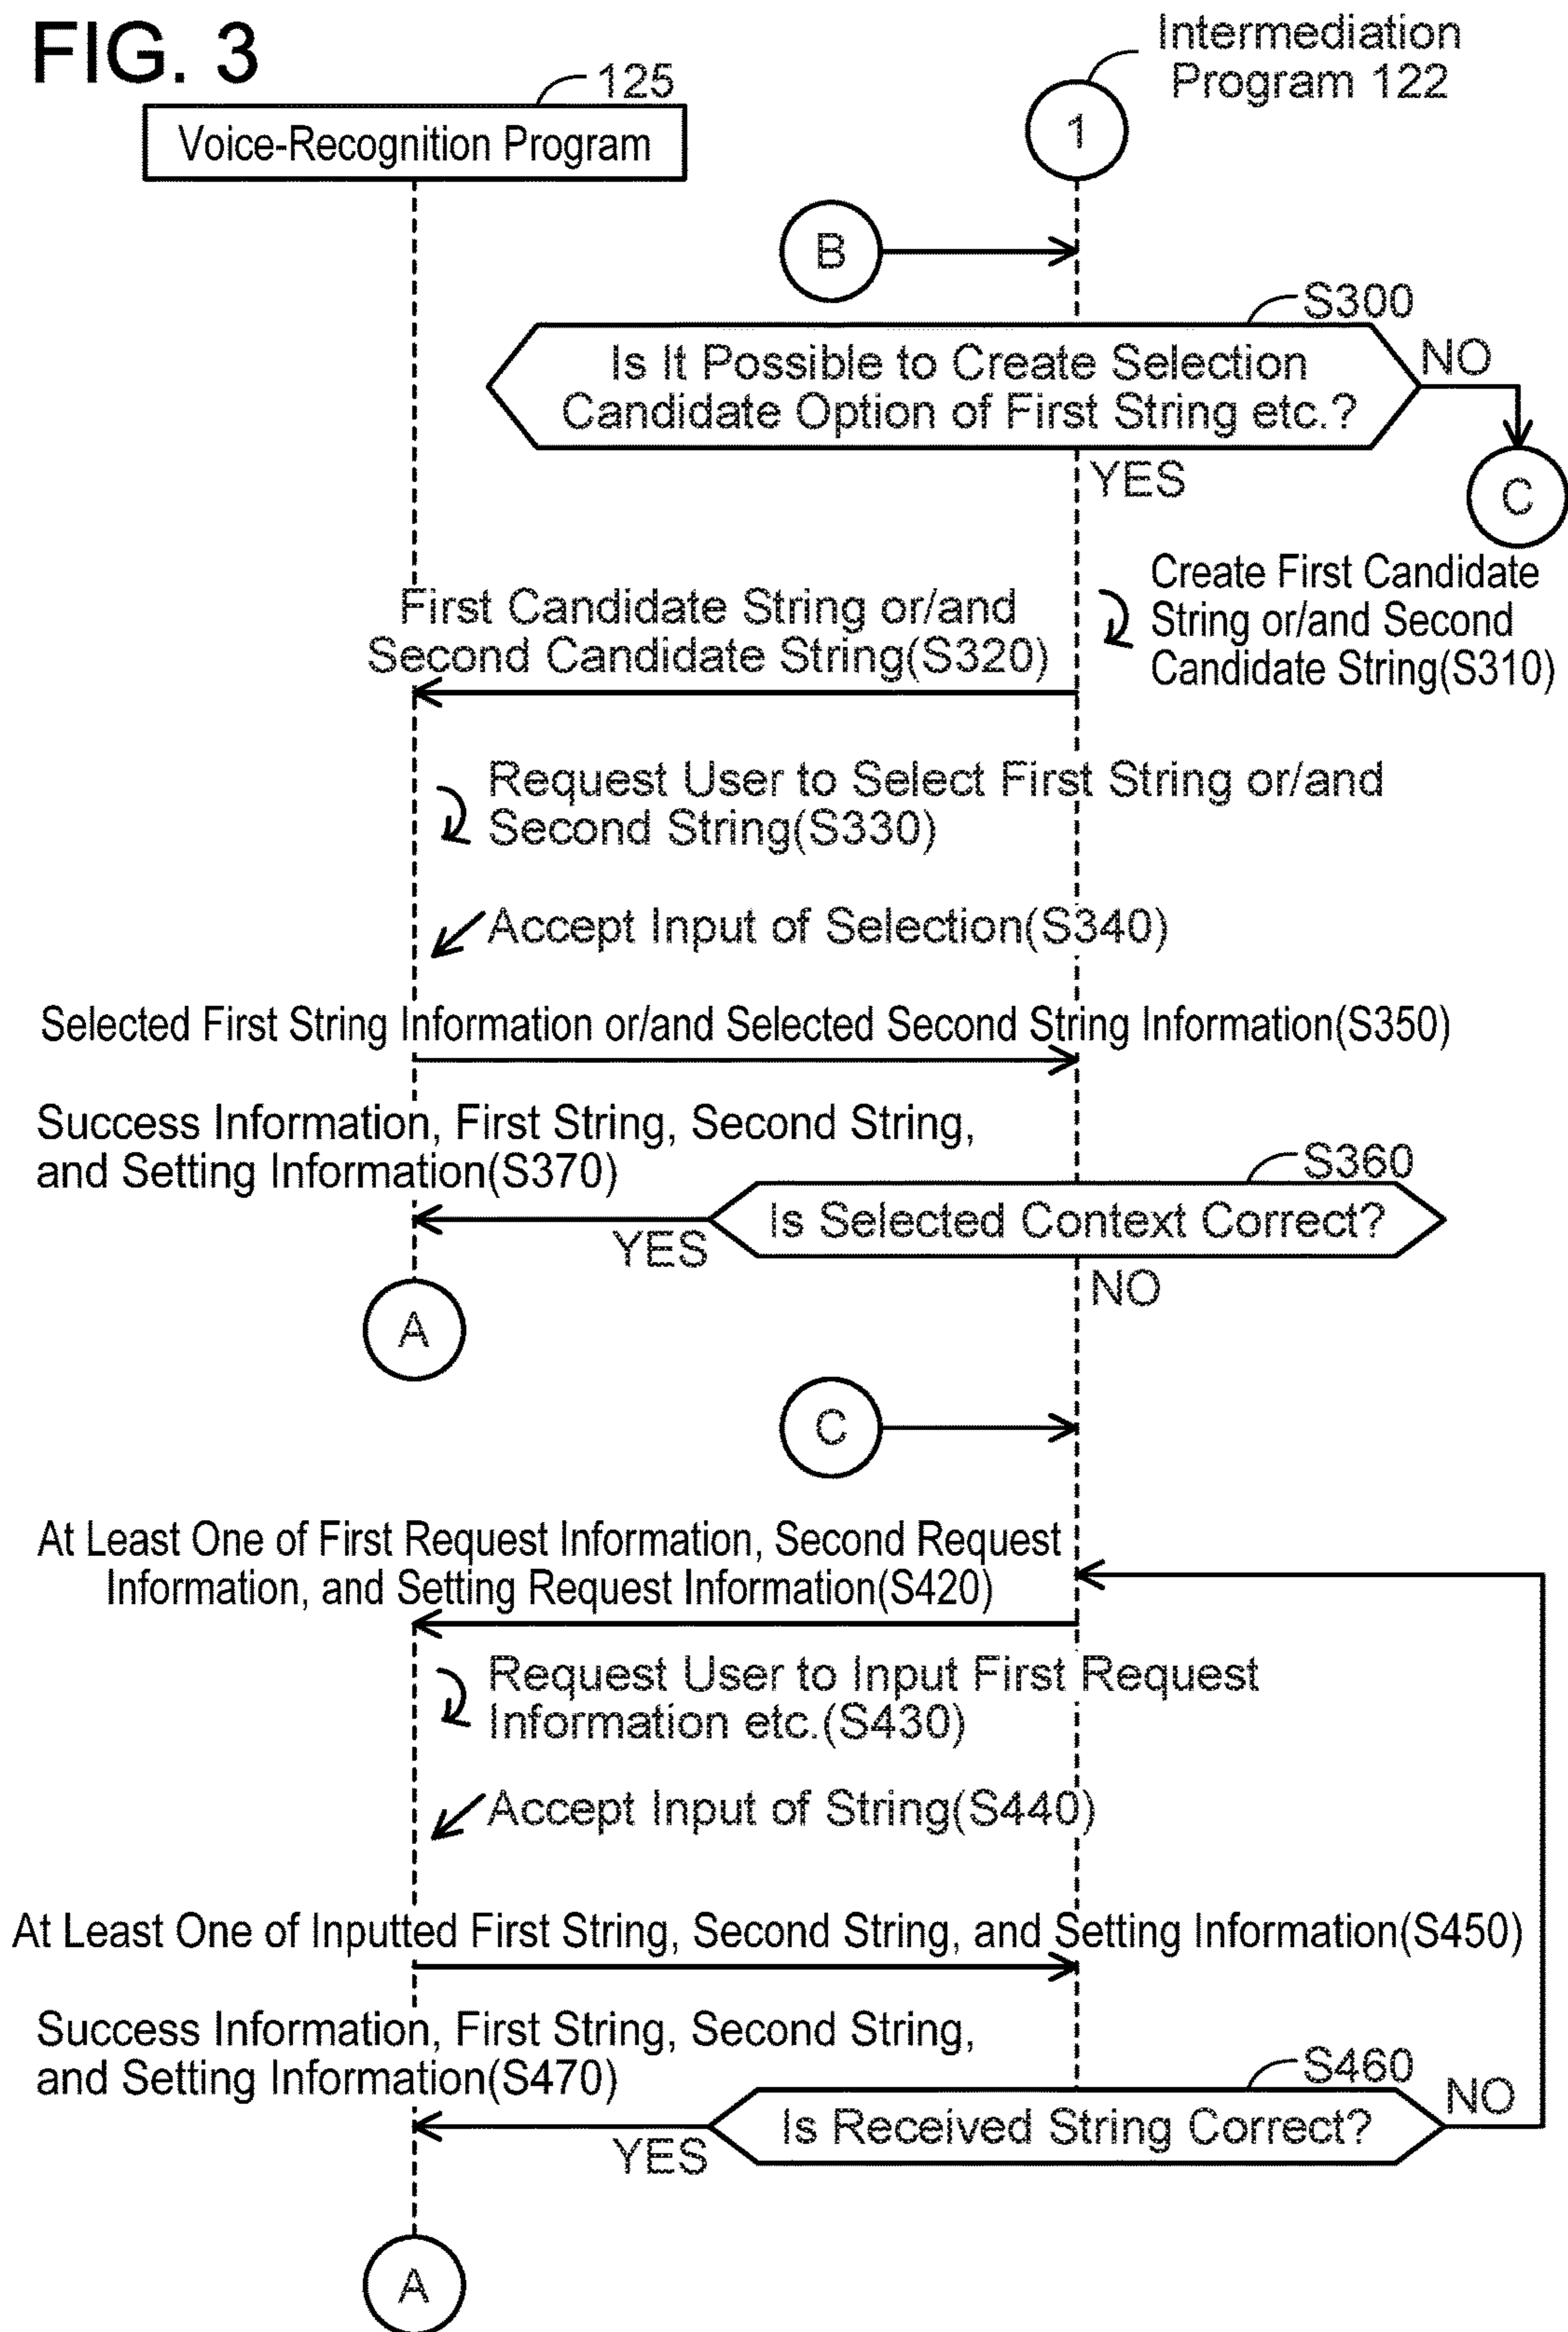 FIG. 3
Intermediation
Program 122
125
Voice-Recognition Program
1
B
S300
Is It Possible to Create Selection
Candidate Option of First String etc.?
NO
YES
C
Create First Candidate
String or/and Second
Candidate String(S310)
First Candidate String or/and
Second Candidate String(S320)
Request User to Select First String or/and
Second String(S330)
Accept Input of Selection(S340)
Selected First String Information or/and Selected Second String Information(S350)
Success Information, First String, Second String,
and Setting Information(S370)
S360
Is Selected Context Correct?
YES
NO
A
C
At Least One of First Request Information, Second Request
Information, and Setting Request Information(S420)
Request User to Input First Request
Information etc.(S430)
Accept Input of String(S440)
At Least One of Inputted First String, Second String, and Setting Information(S450)
Success Information, First String, Second String,
and Setting Information(S470)
S460
Is Received String Correct?
NO
YES
A